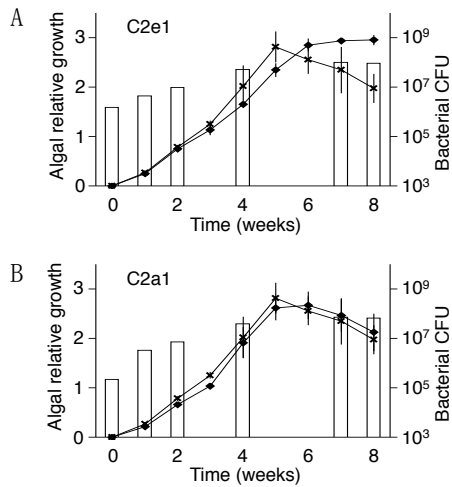 A
C2e1
Algal relative growth
3
2
1
0
10⁹
10⁷
10⁵
10³
Bacterial CFU
0 2 4 6 8
Time (weeks)
B
C2a1
Algal relative growth
3
2
1
0
10⁹
10⁷
10⁵
10³
Bacterial CFU
0 2 4 6 8
Time (weeks)